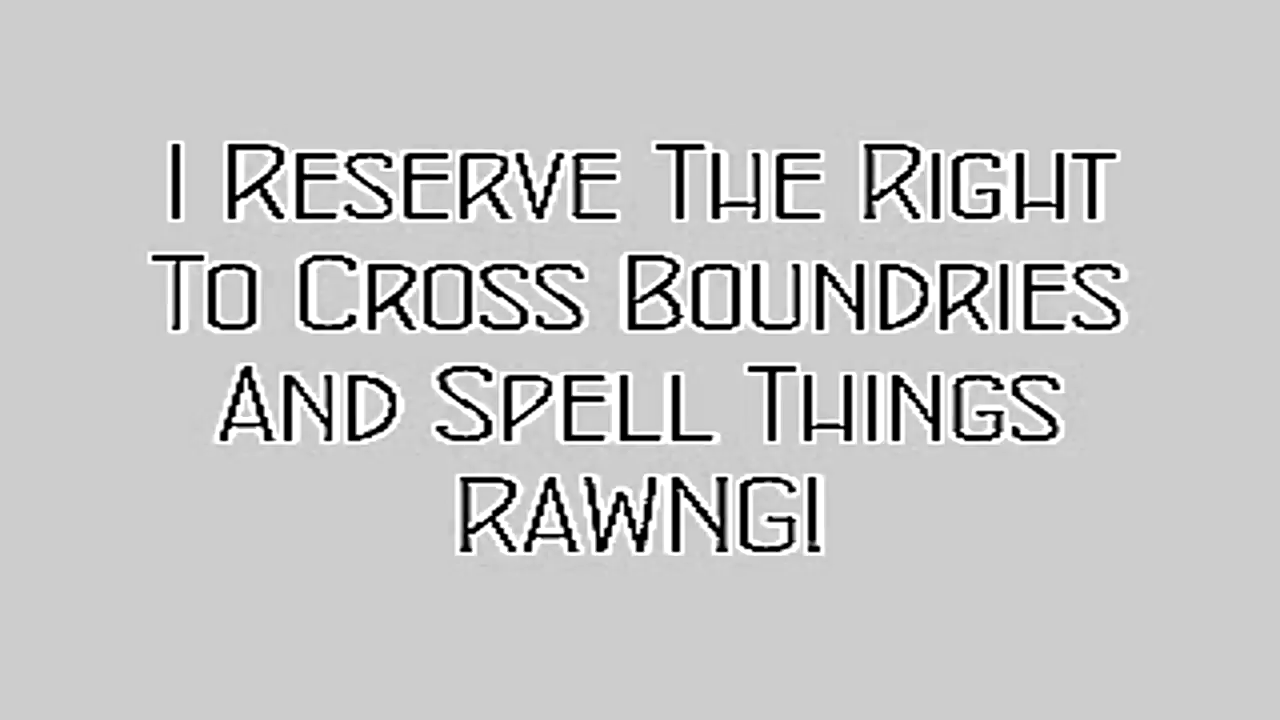 I Reserve The Right
To Cross Boundries
And Spell Things
RAWNG!